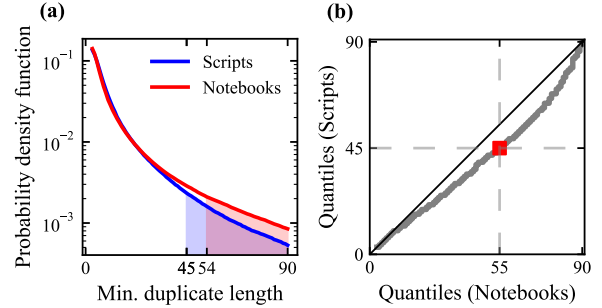 (a)
Probability density function
10⁻¹
10⁻²
10⁻³
Scripts
Notebooks
0
45
54
90
Min. duplicate length
(b)
Quantiles (Scripts)
90
45
0
0
55
90
Quantiles (Notebooks)